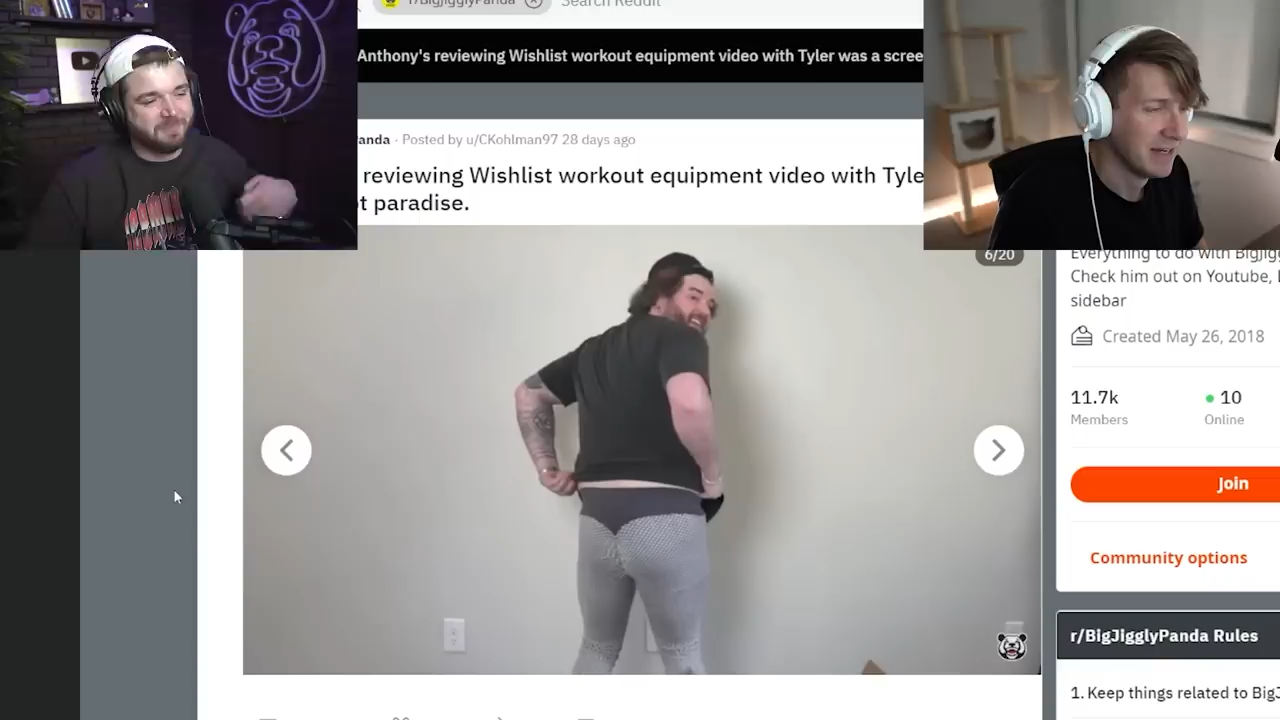 r/BigJigglyPanda Search Reddit
Anthony's reviewing Wishlist workout equipment video with Tyler was a scree
anda · Posted by u/CKohlman97 28 days ago
reviewing Wishlist workout equipment video with Tyle
paradise.
6/20
Everything to do with Bigjigg
Check him out on Youtube,
sidebar
Created May 26, 2018
11.7k
10
Members
Online
Join
Community options
r/BigJigglyPanda Rules
1. Keep things related to BigJ